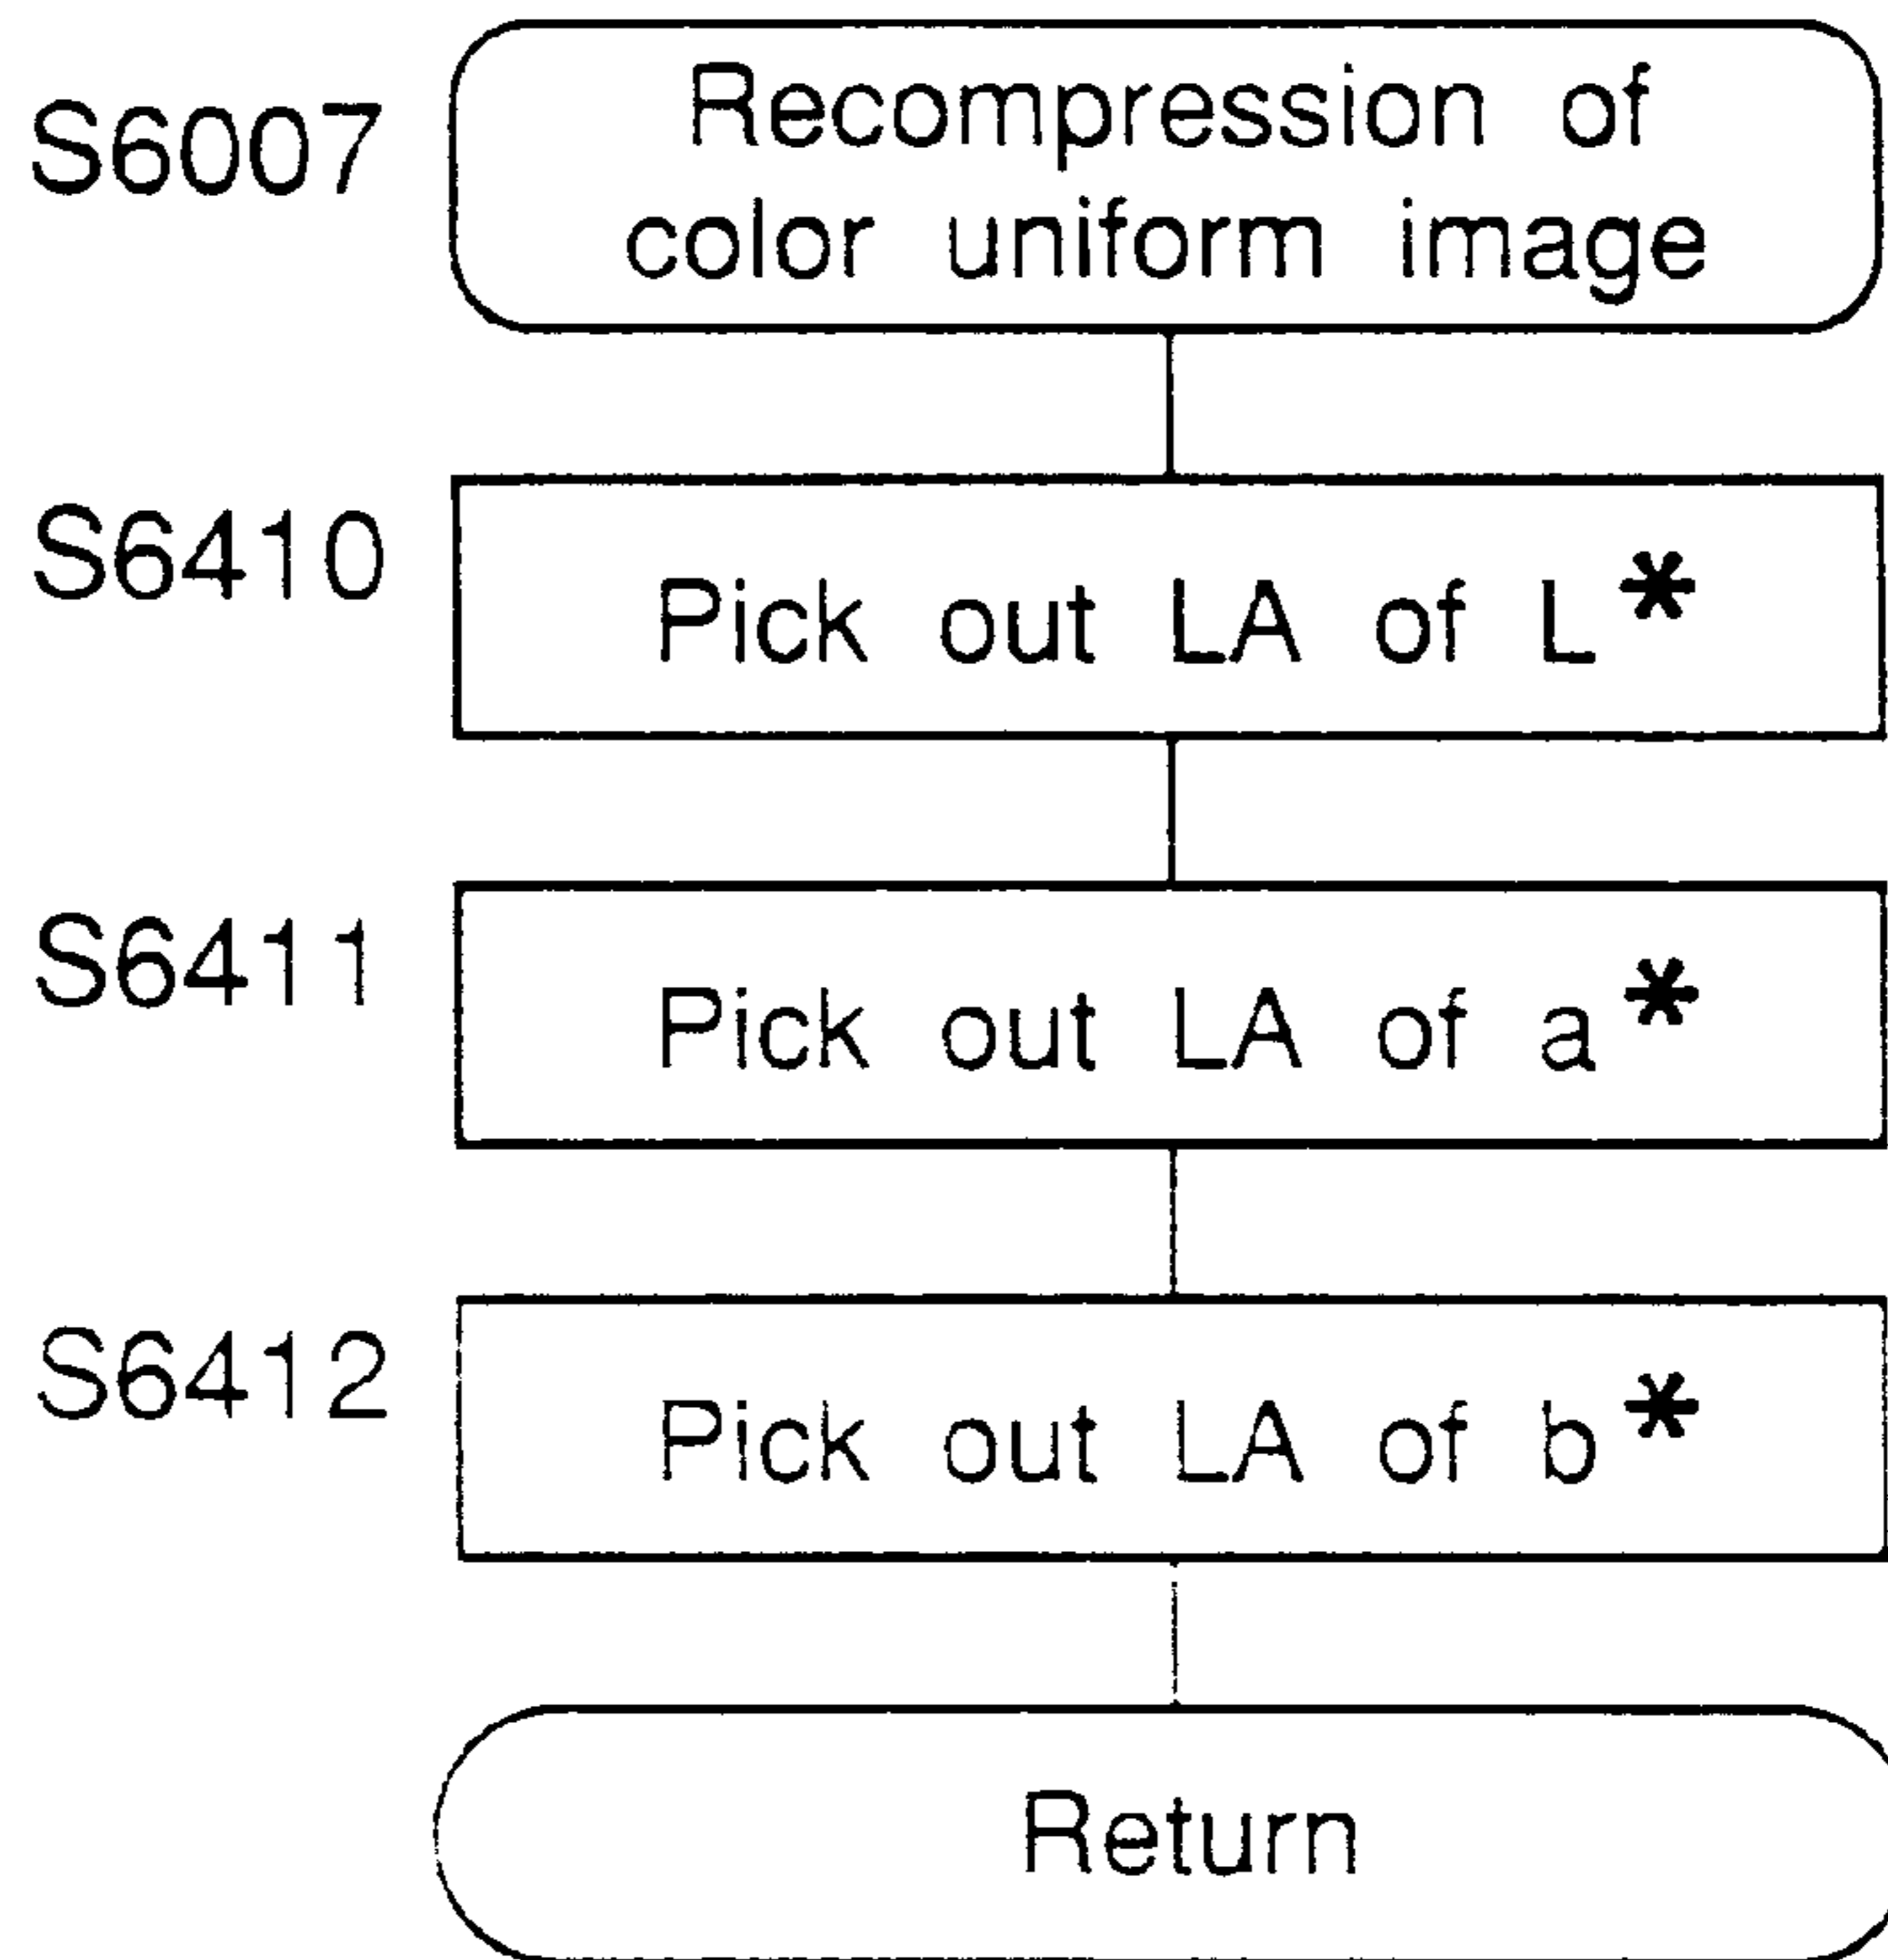 S6007
Recompression of
color uniform image
S6410
Pick out LA of L*
S6411
Pick out LA of a*
S6412
Pick out LA of b*
Return